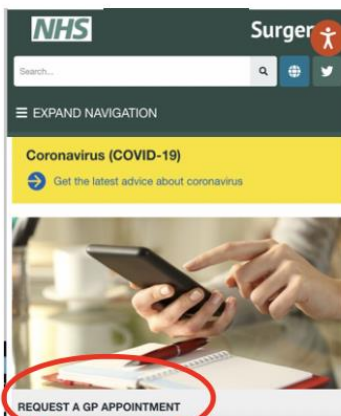 NHS
Surger
Search...
EXPAND NAVIGATION
Coronavirus (COVID-19)
Get the latest advice about coronavirus
REQUEST A GP APPOINTMENT